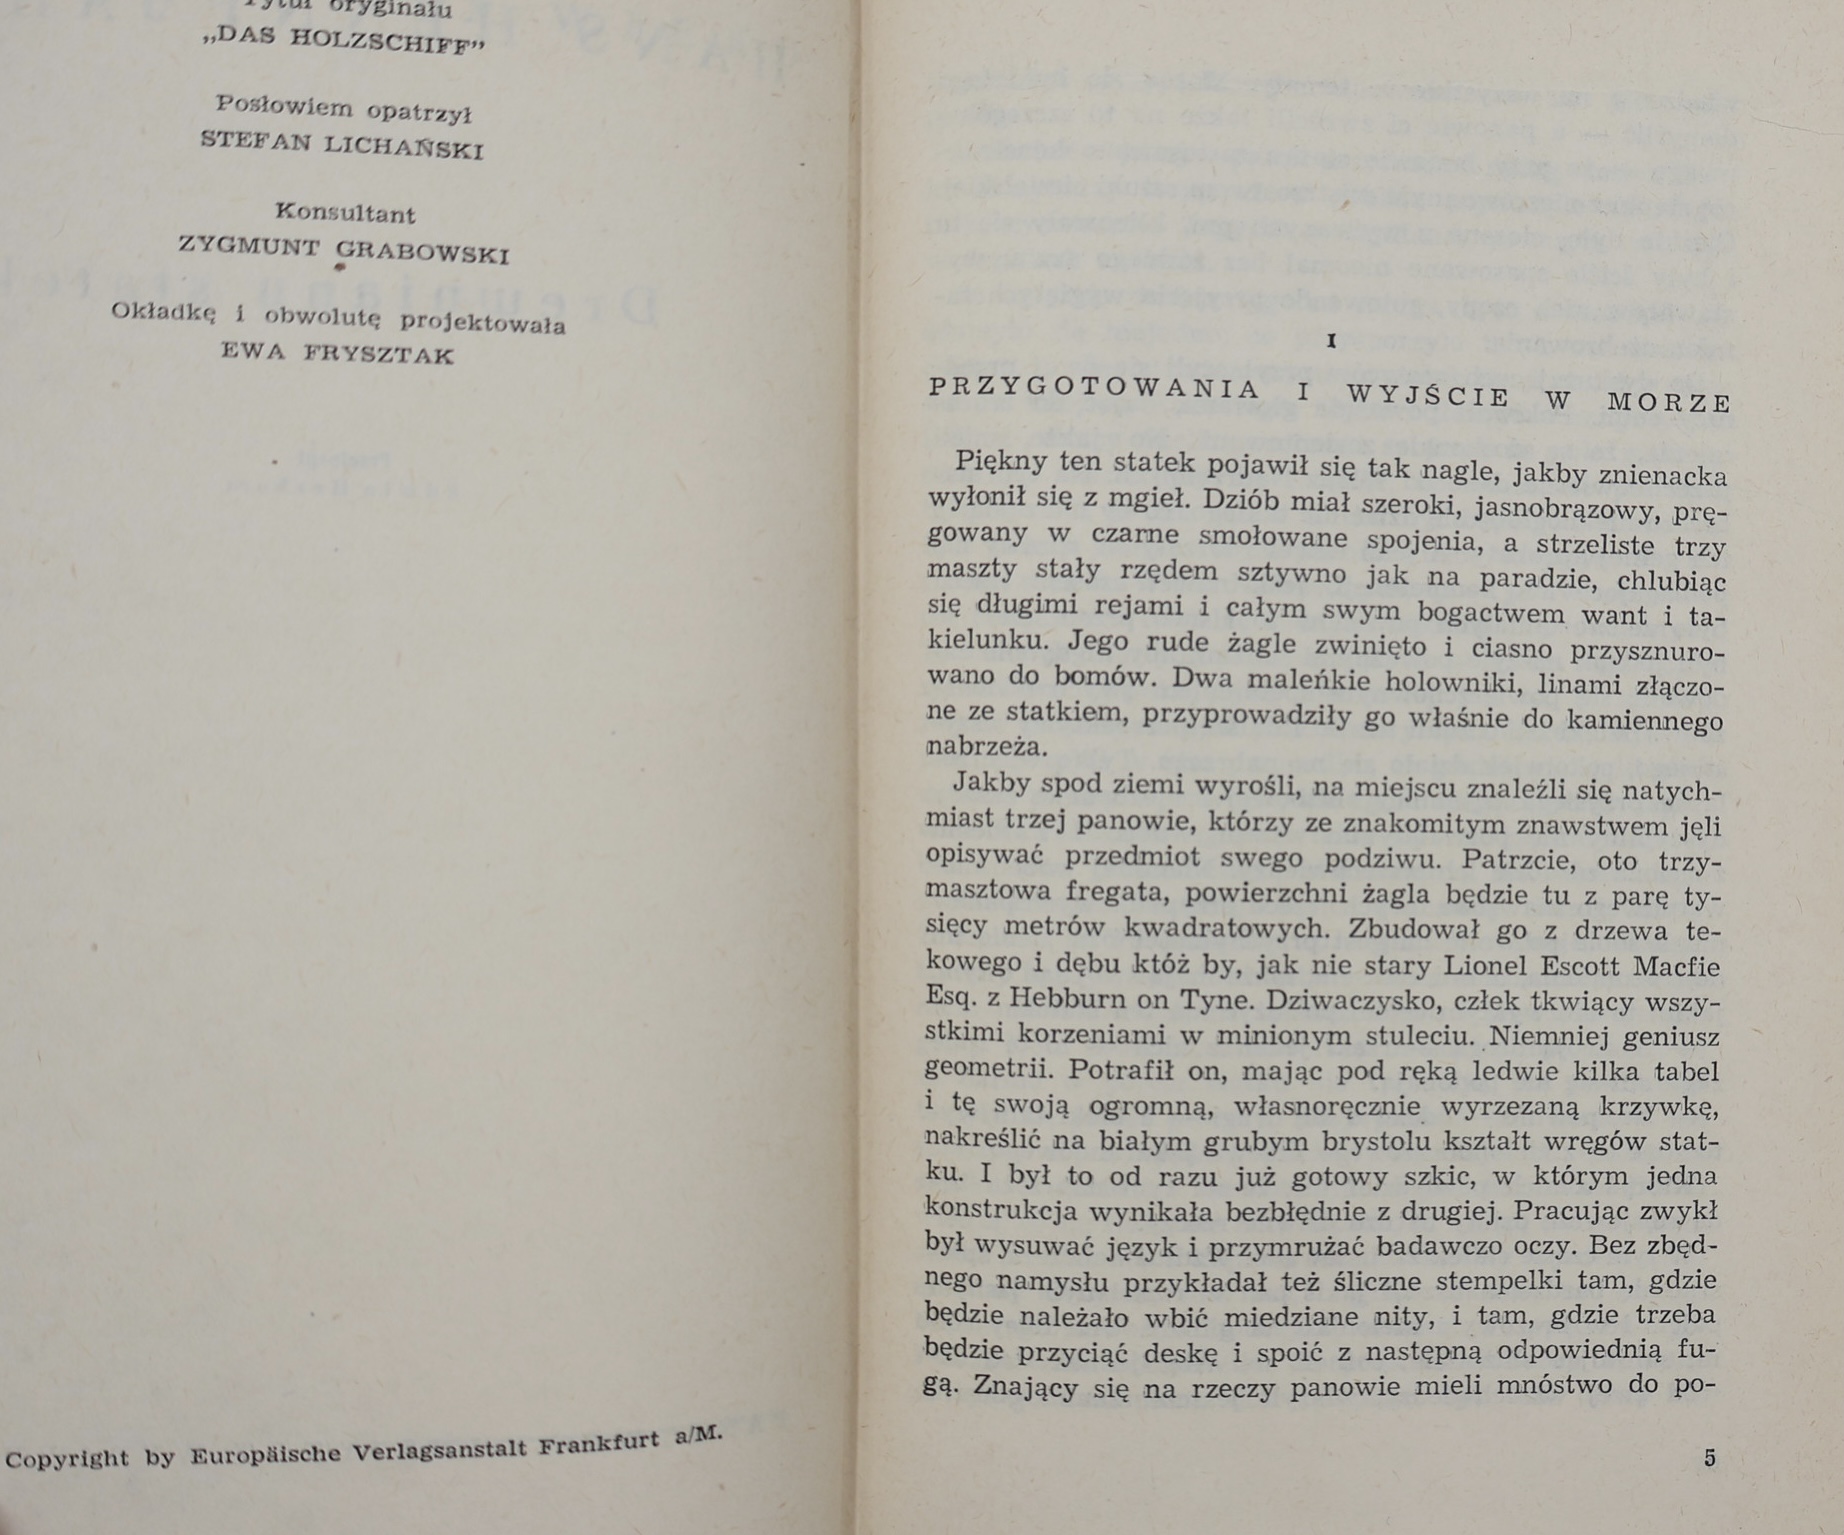 Tytuł oryginału
„DAS HOLZSCHIFF”
Posłowiem opatrzył
STEFAN LICHAŃSKI
Konsultant
ZYGMUNT GRABOWSKI
Okładkę i obwolutę projektowała
EWA FRYSZTAK
Copyright by Europäische Verlagsanstalt Frankfurt a/M.
I
PRZYGOTOWANIA I WYJŚCIE W MORZE
Piękny ten statek pojawił się tak nagle, jakby znienacka
wyłonił się z mgieł. Dziób miał szeroki, jasnobrązowy, prę-
gowany w czarne smołowane spojenia, a strzeliste trzy
maszty stały rzędem sztywno jak na paradzie, chlubiąc
się długimi rejami i całym swym bogactwem want i ta-
kielunku. Jego rude żagle zwinięto i ciasno przysznuro-
wano do bomów. Dwa maleńkie holowniki, linami złączo-
ne ze statkiem, przyprowadziły go właśnie do kamiennego
nabrzeża.
Jakby spod ziemi wyrośli, na miejscu znaleźli się natych-
miast trzej panowie, którzy ze znakomitym znawstwem jęli
opisywać przedmiot swego podziwu. Patrzcie, oto trzy-
masztowa fregata, powierzchni żagla będzie tu z parę ty-
sięcy metrów kwadratowych. Zbudował go z drzewa te-
kowego i dębu któż by, jak nie stary Lionel Escott Macfie
Esq. z Hebburn on Tyne. Dziwaczysko, człek tkwiący wszy-
stkimi korzeniami w minionym stuleciu. Niemniej geniusz
geometrii. Potrafił on, mając pod ręką ledwie kilka tabel
i tę swoją ogromną, własnoręcznie wyrzezaną krzywkę,
nakreślić na białym grubym brystolu kształt wręgów stat-
ku. I był to od razu już gotowy szkic, w którym jedna
konstrukcja wynikała bezbłędnie z drugiej. Pracując zwykł
był wysuwać język i przymrużać badawczo oczy. Bez zbęd-
nego namysłu przykładał też śliczne stempelki tam, gdzie
będzie należało wbić miedziane nity, i tam, gdzie trzeba
będzie przyciąć deskę i spoić z następną odpowiednią fu-
gą. Znający się na rzeczy panowie mieli mnóstwo do po-
5